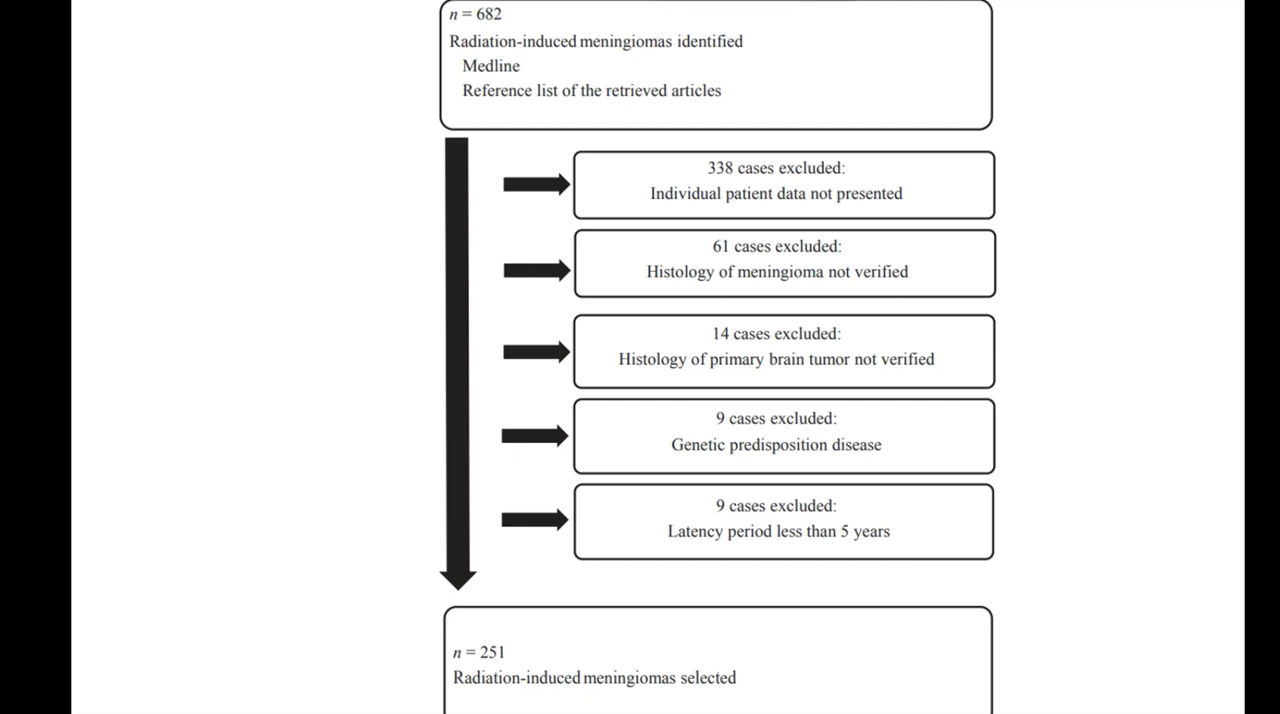 n = 682
Radiation-induced meningiomas identified
Medline
Reference list of the retrieved articles
338 cases excluded:
Individual patient data not presented
61 cases excluded:
Histology of meningioma not verified
14 cases excluded:
Histology of primary brain tumor not verified
9 cases excluded:
Genetic predisposition disease
9 cases excluded:
Latency period less than 5 years
n = 251
Radiation-induced meningiomas selected